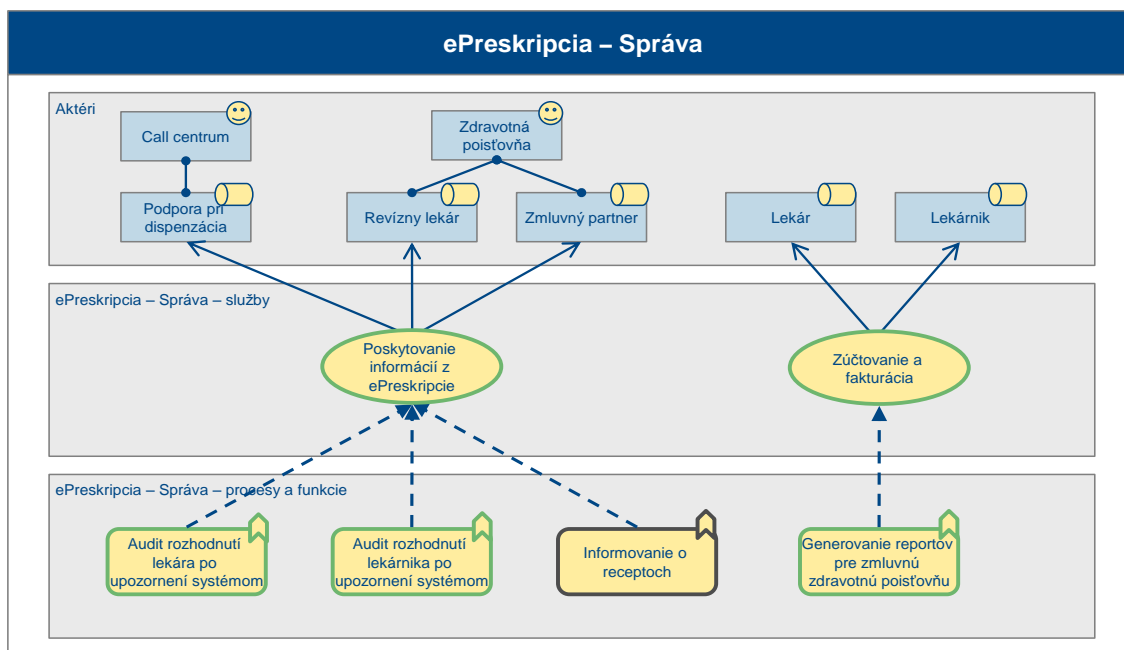 ePreskripcia – Správa
Aktéri
Call centrum
Zdravotná
poisťovňa
Podpora pri
dispenzácia
Revízny lekár
Zmluvný partner
Lekár
Lekárnik
ePreskripcia – Správa – služby
Poskytovanie
informácií z
ePreskripcie
Zúčtovanie a
fakturácia
ePreskripcia – Správa – procesy a funkcie
Audit rozhodnutí
lekára po
upozornení systémom
Audit rozhodnutí
lekárnika po
upozornení systémom
Informovanie o
receptoch
Generovanie reportov
pre zmluvnú
zdravotnú poisťovňu